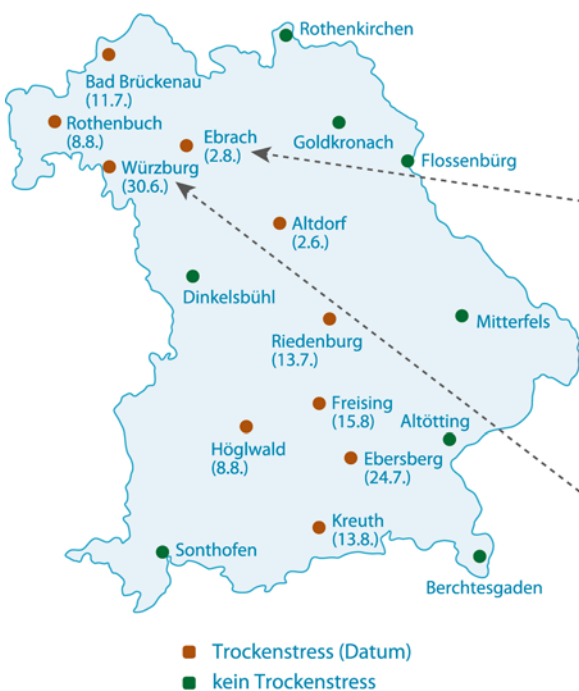 Rothenkirchen
Bad Brückenau
(11.7.)
Rothenbuch
(8.8.)
Ebrach
(2.8.)
Goldkronach
Flossenbürg
Würzburg
(30.6.)
Altdorf
(2.6.)
Dinkelsbühl
Mitterfels
Riedenburg
(13.7.)
Freising
(15.8)
Altötting
Höglwald
(8.8.)
Ebersberg
(24.7.)
Kreuth
(13.8.)
Sonthofen
Berchtesgaden
Trockenstress (Datum)
kein Trockenstress